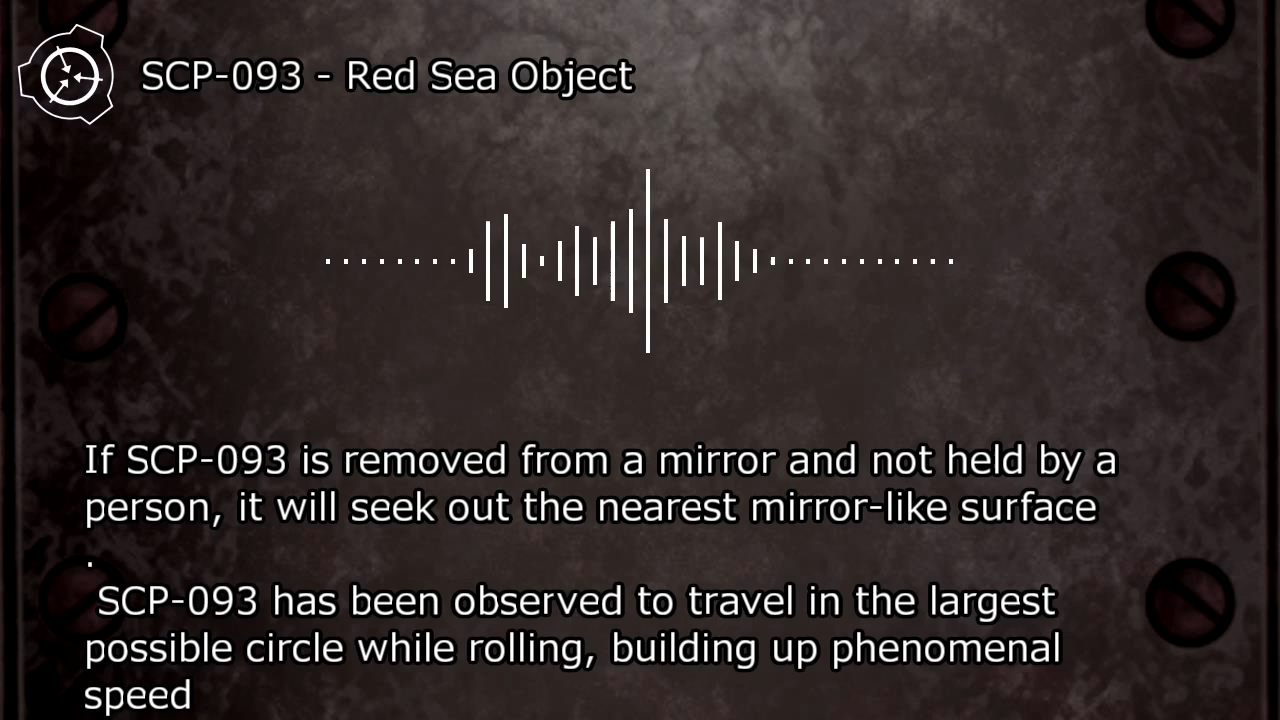 SCP-093 - Red Sea Object
If SCP-093 is removed from a mirror and not held by a
person, it will seek out the nearest mirror-like surface
.
SCP-093 has been observed to travel in the largest
possible circle while rolling, building up phenomenal
speed